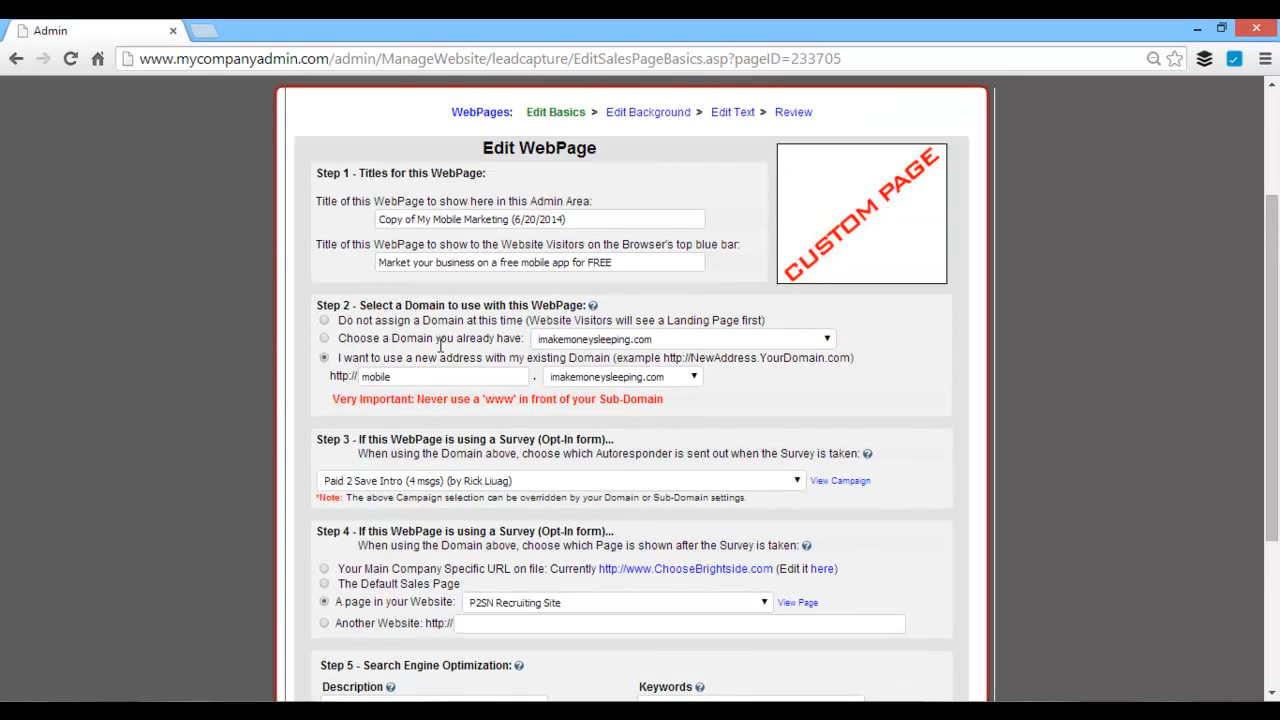 Admin
www.mycompanyadmin.com/admin/ManageWebsite/leadcapture/EditSalesPageBasics.asp?pageID=233705
WebPages: Edit Basics > Edit Background > Edit Text > Review
Edit WebPage
Step 1 - Titles for this WebPage:
Title of this WebPage to show here in this Admin Area:
Copy of My Mobile Marketing (6/20/2014)
Title of this WebPage to show to the Website Visitors on the Browser's top blue bar:
Market your business on a free mobile app for FREE
CUSTOM PAGE
Step 2 - Select a Domain to use with this WebPage:
Do not assign a Domain at this time (Website Visitors will see a Landing Page first)
Choose a Domain you already have: imakemoneysleeping.com
I want to use a new address with my existing Domain (example http://NewAddress.YourDomain.com)
http:// mobile . imakemoneysleeping.com
Very Important: Never use a 'www' in front of your Sub-Domain
Step 3 - If this WebPage is using a Survey (Opt-In form)...
When using the Domain above, choose which Autoresponder is sent out when the Survey is taken:
Paid 2 Save Intro (4 msgs) (by Rick Liuag) View Campaign
*Note: The above Campaign selection can be overridden by your Domain or Sub-Domain settings.
Step 4 - If this WebPage is using a Survey (Opt-In form)...
When using the Domain above, choose which Page is shown after the Survey is taken:
Your Main Company Specific URL on file: Currently http://www.ChooseBrightside.com (Edit it here)
The Default Sales Page
A page in your Website: P2SN Recruiting Site View Page
Another Website: http://
Step 5 - Search Engine Optimization:
Description Keywords